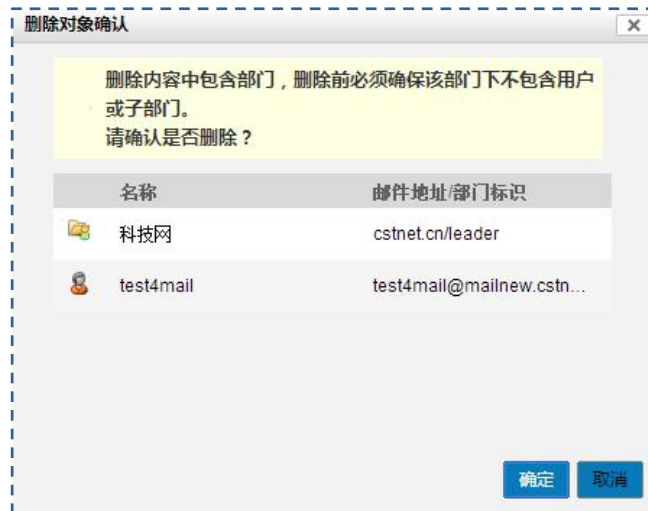 删除对象确认
删除内容中包含部门，删除前必须确保该部门下不包含用户
或子部门。
请确认是否删除？
名称 邮件地址/部门标识
科技网 cstnet.cn/leader
test4mail test4mail@mailnew.cstn...
确定 取消